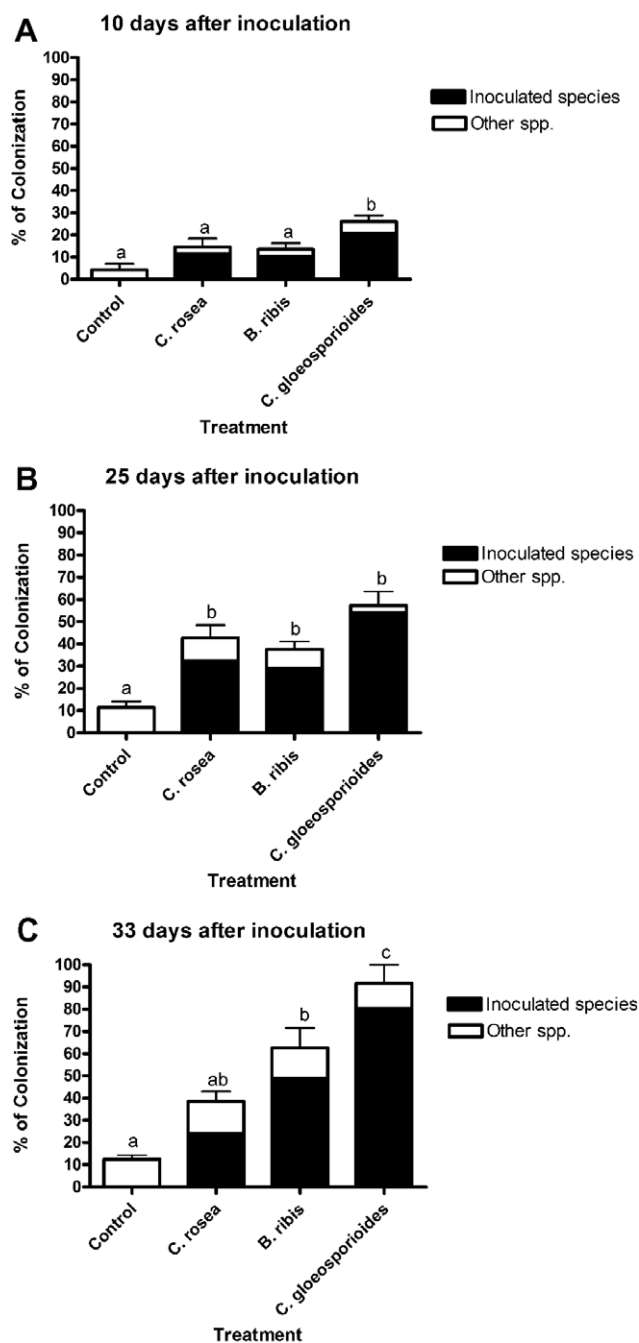 A
10 days after inoculation
100
90
80
70
60
50
40
30
20
10
0
% of Colonization
a
a
a
b
Inoculated species
Other spp.
Control
C. rosea
B. ribis
C. gloeosporioides
Treatment
B
25 days after inoculation
100
90
80
70
60
50
40
30
20
10
0
% of Colonization
a
b
b
b
Inoculated species
Other spp.
Control
C. rosea
B. ribis
C. gloeosporioides
Treatment
C
33 days after inoculation
100
90
80
70
60
50
40
30
20
10
0
% of Colonization
a
ab
b
c
Inoculated species
Other spp.
Control
C. rosea
B. ribis
C. gloeosporioides
Treatment